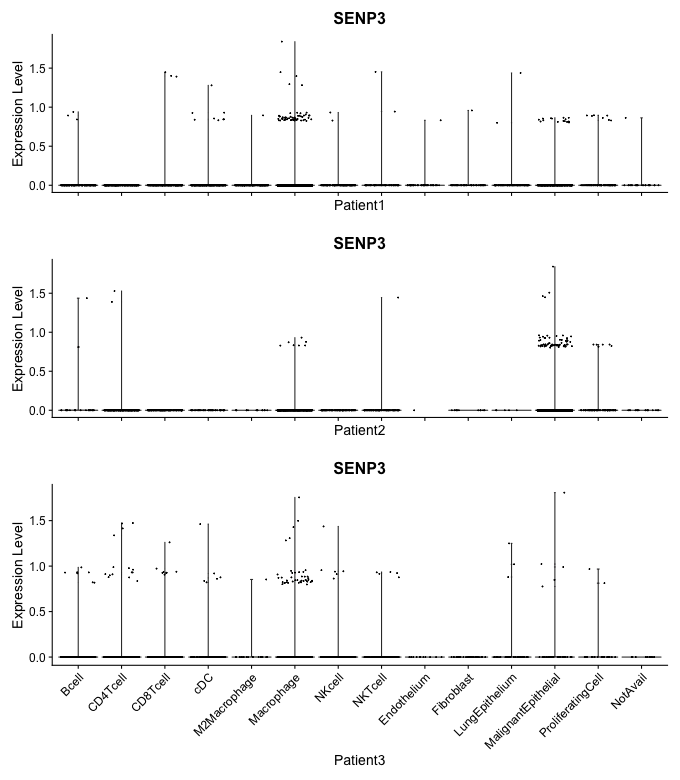 SENP3
Expression Level
1.5
1.0
0.5
0.0
Patient1
SENP3
Expression Level
1.5
1.0
0.5
0.0
Patient2
SENP3
Expression Level
1.5
1.0
0.5
0.0
Bcell
CD4Tcell
CD8Tcell
cDC
M2Macrophage
Macrophage
NKcell
NKTcell
Endothelium
Fibroblast
LungEpithelium
MalignantEpithelial
ProliferatingCell
NotAvail
Patient3